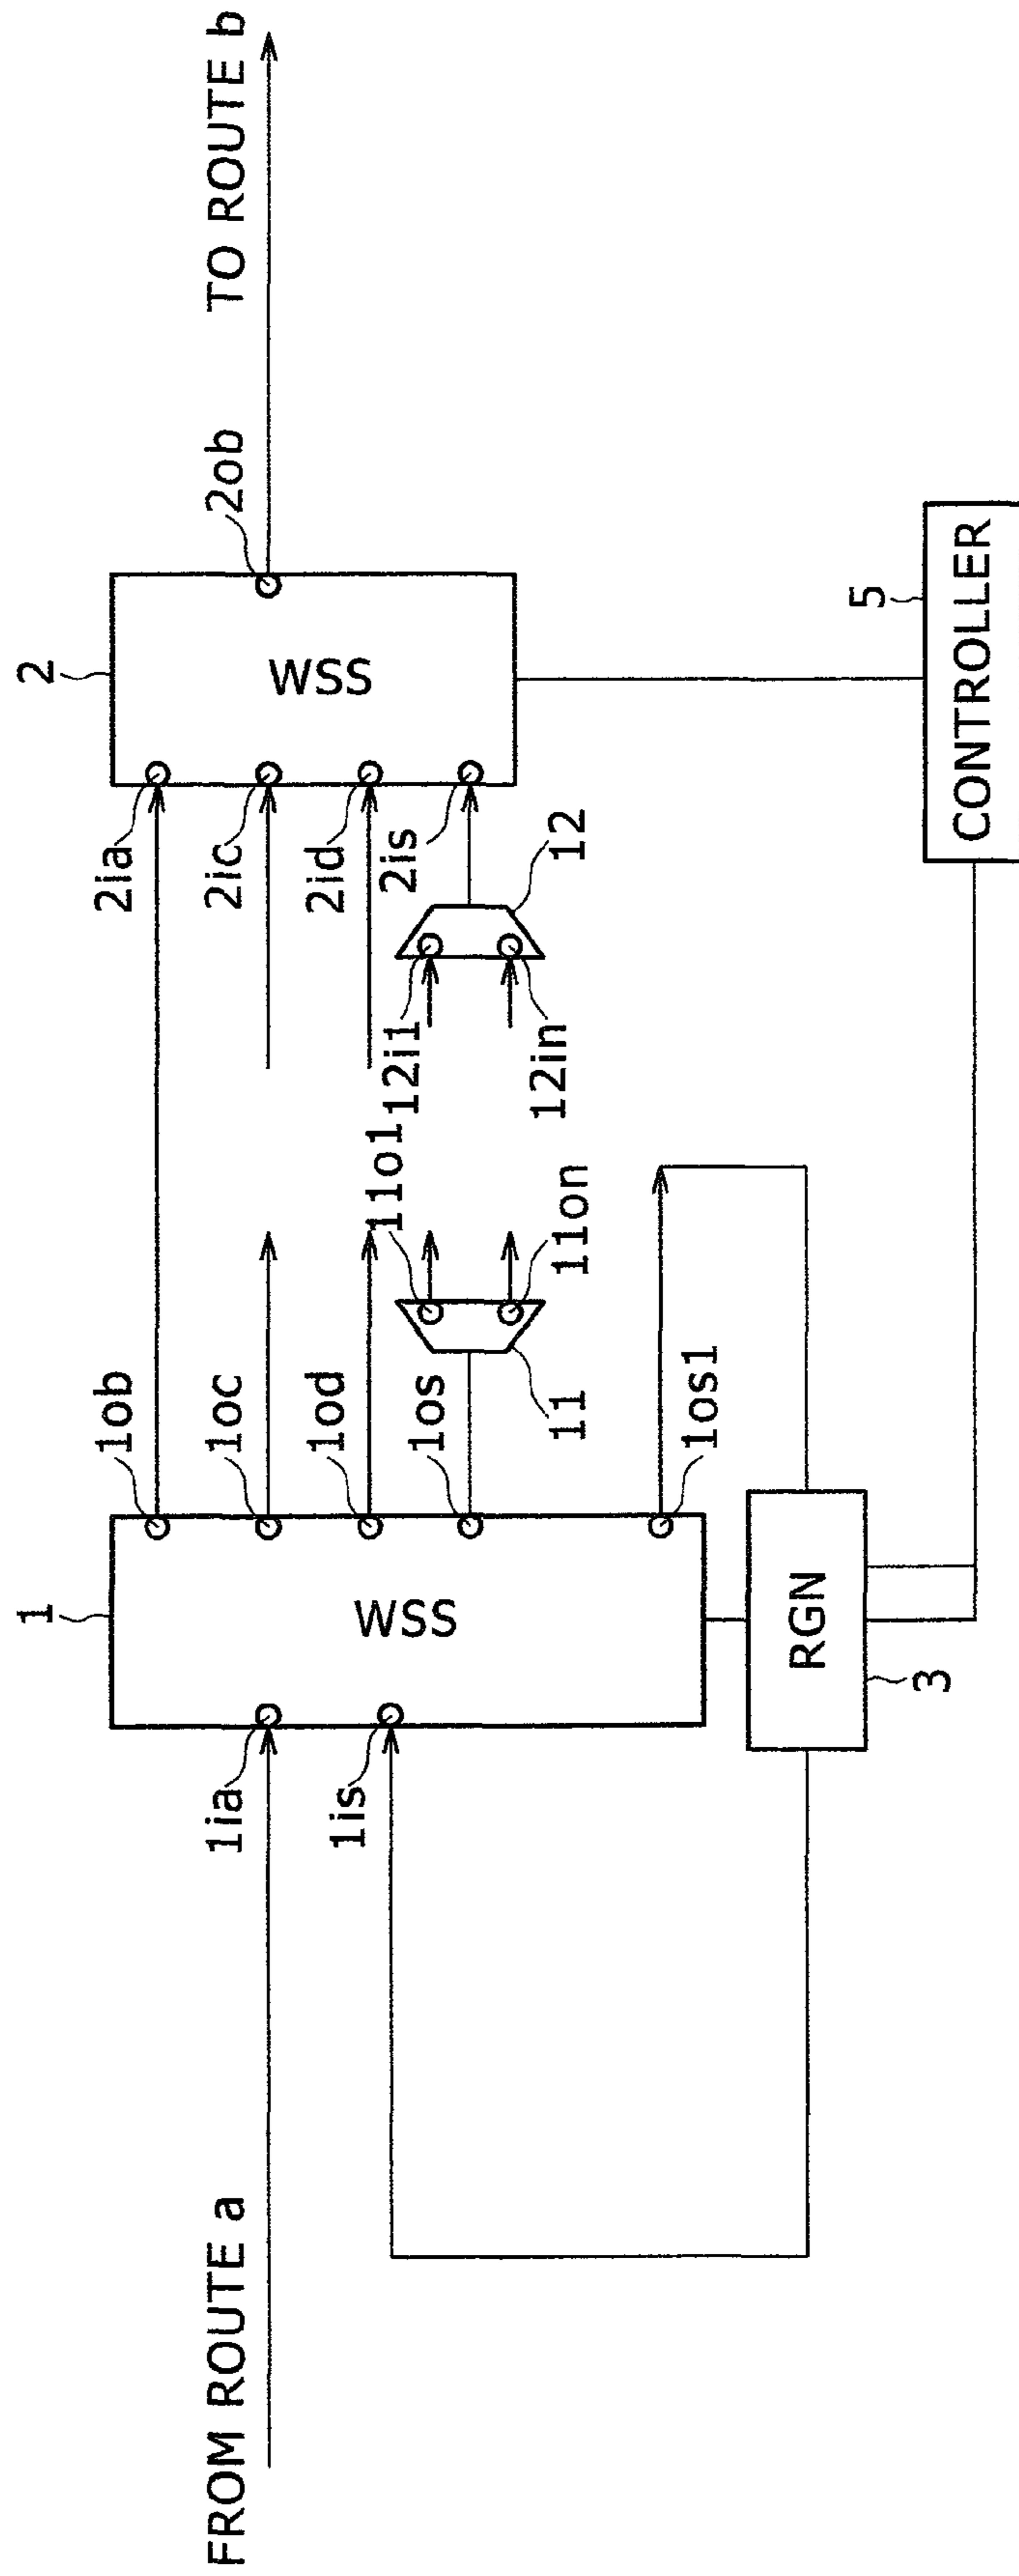 FROM ROUTE a
TO ROUTE b
1
2
1ia
1is
WSS
1ob
1oc
1od
1os
1os1
11
11o1
11on
12i1
12in
12
2ia
2ic
2id
2is
WSS
2ob
RGN
3
5
CONTROLLER